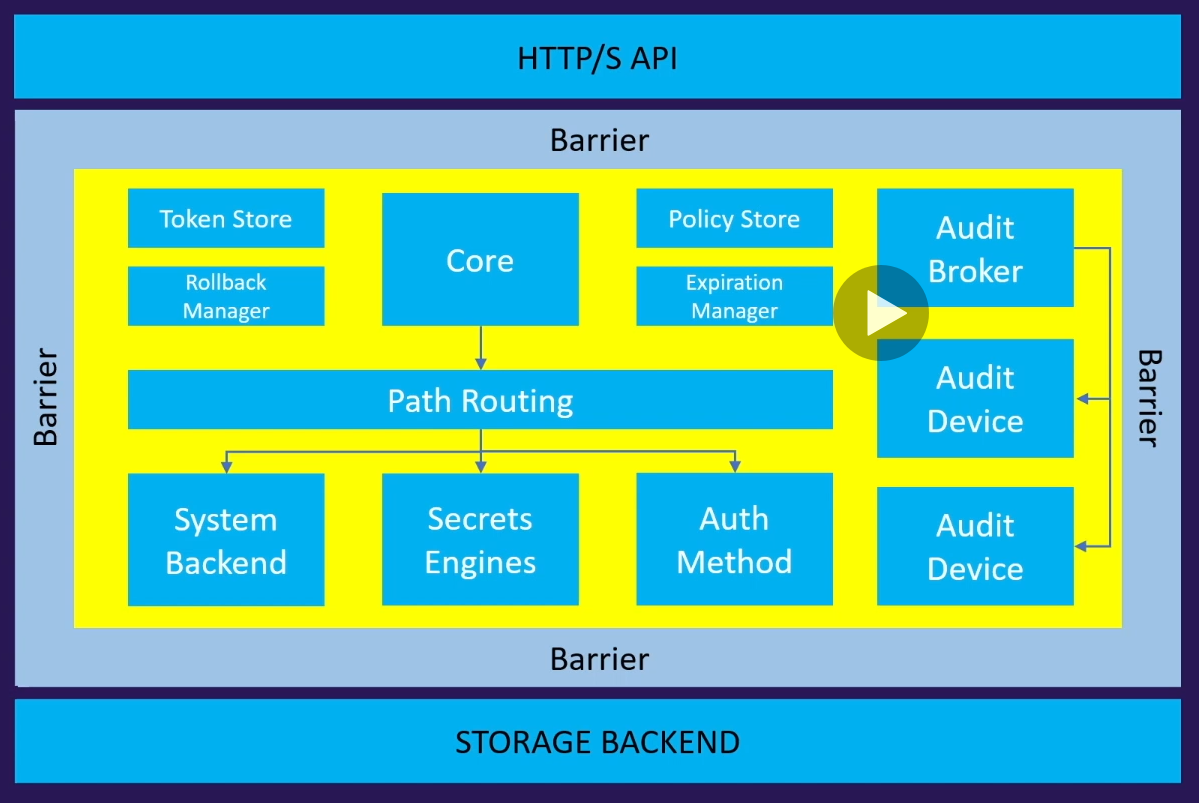 HTTP/S API
Barrier
Token Store
Core
Policy Store
Audit
Broker
Rollback
Manager
Expiration
Manager
Barrier
Barrier
Path Routing
Audit
Device
System
Backend
Secrets
Engines
Auth
Method
Audit
Device
Barrier
STORAGE BACKEND